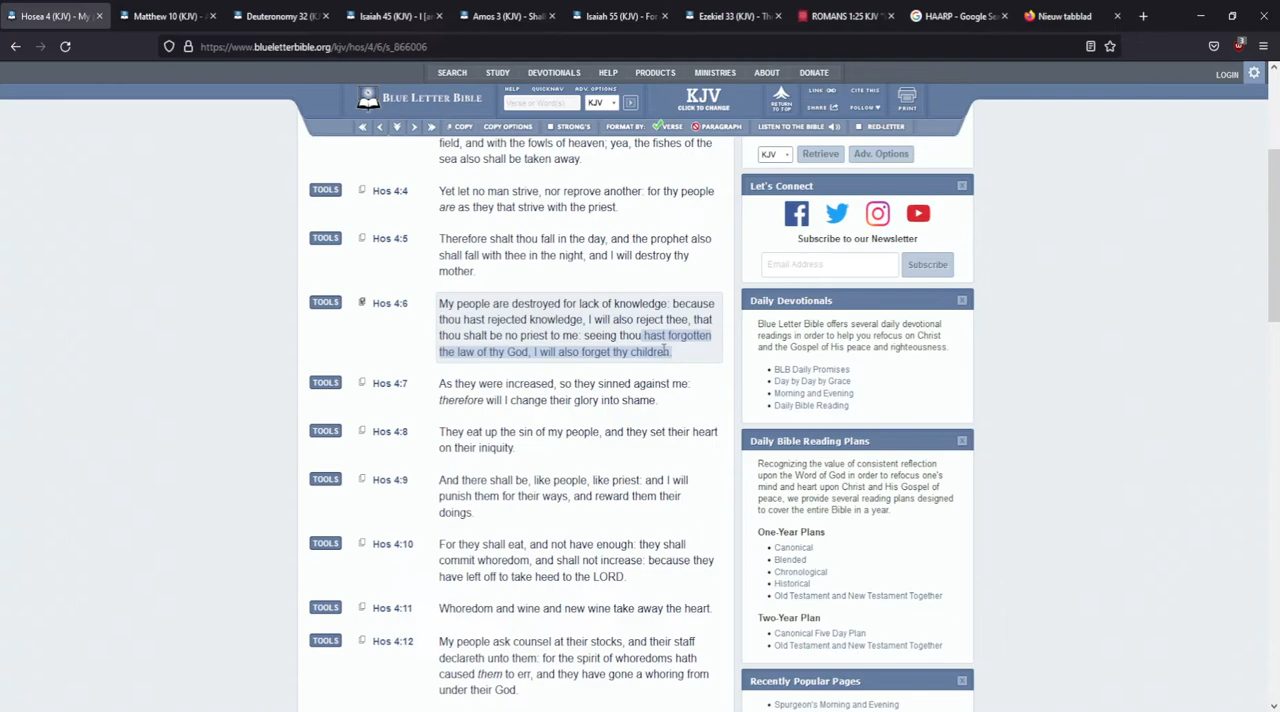 Hosea 4 (KJV) - My
Matthew 10 (KJV) - A
Deuteronomy 32 (KJV)
Isaiah 45 (KJV) - I [ar
Amos 3 (KJV) - Shall
Isaiah 55 (KJV) - For
Ezekiel 33 (KJV) - The
ROMANS 1:25 KJV "
HAARP - Google Sea
Nieuw tabblad
https://www.blueletterbible.org/kjv/hos/4/6/s_866006
3
SEARCH STUDY DEVOTIONALS HELP PRODUCTS MINISTRIES ABOUT DONATE
LOGIN
BLUE LETTER BIBLE
HELP QUICKNAV ADV. OPTIONS
Verse or Word(s)
KJV
KJV
CLICK TO CHANGE
RETURN
TO TOP
LINK
CITE THIS
SHARE
FOLLOW
PRINT
COPY COPY OPTIONS STRONG'S FORMAT BY: VERSE PARAGRAPH LISTEN TO THE BIBLE RED-LETTER
field, and with the fowls of heaven; yea, the fishes of the
sea also shall be taken away.
TOOLS Hos 4:4 Yet let no man strive, nor reprove another: for thy people
are as they that strive with the priest.
TOOLS Hos 4:5 Therefore shalt thou fall in the day, and the prophet also
shall fall with thee in the night, and I will destroy thy
mother.
TOOLS Hos 4:6 My people are destroyed for lack of knowledge: because
thou hast rejected knowledge, I will also reject thee, that
thou shalt be no priest to me: seeing thou hast forgotten
the law of thy God, I will also forget thy children.
TOOLS Hos 4:7 As they were increased, so they sinned against me:
therefore will I change their glory into shame.
TOOLS Hos 4:8 They eat up the sin of my people, and they set their heart
on their iniquity.
TOOLS Hos 4:9 And there shall be, like people, like priest: and I will
punish them for their ways, and reward them their
doings.
TOOLS Hos 4:10 For they shall eat, and not have enough: they shall
commit whoredom, and shall not increase: because they
have left off to take heed to the LORD.
TOOLS Hos 4:11 Whoredom and wine and new wine take away the heart.
TOOLS Hos 4:12 My people ask counsel at their stocks, and their staff
declareth unto them: for the spirit of whoredoms hath
caused them to err, and they have gone a whoring from
under their God.
KJV Retrieve Adv. Options
Let's Connect
Subscribe to our Newsletter
Email Address
Subscribe
Daily Devotionals
Blue Letter Bible offers several daily devotional
readings in order to help you refocus on Christ
and the Gospel of His peace and righteousness.
BLB Daily Promises
Day by Day by Grace
Morning and Evening
Daily Bible Reading
Daily Bible Reading Plans
Recognizing the value of consistent reflection
upon the Word of God in order to refocus one's
mind and heart upon Christ and His Gospel of
peace, we provide several reading plans designed
to cover the entire Bible in a year.
One-Year Plans
Canonical
Blended
Chronological
Historical
Old Testament and New Testament Together
Two-Year Plan
Canonical Five Day Plan
Old Testament and New Testament Together
Recently Popular Pages
Spurgeon's Morning and Evening